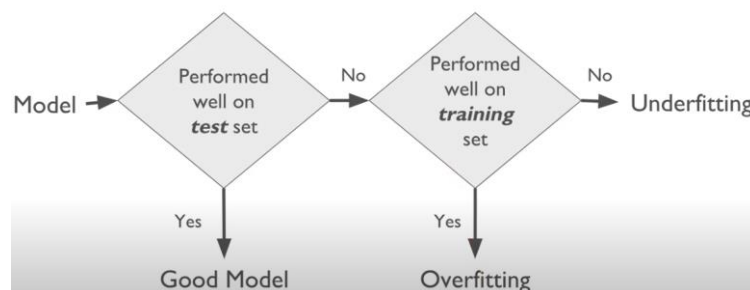 Model
Performed
well on
test set
No
Performed
well on
training
set
No
Underfitting
Yes
Good Model
Yes
Overfitting